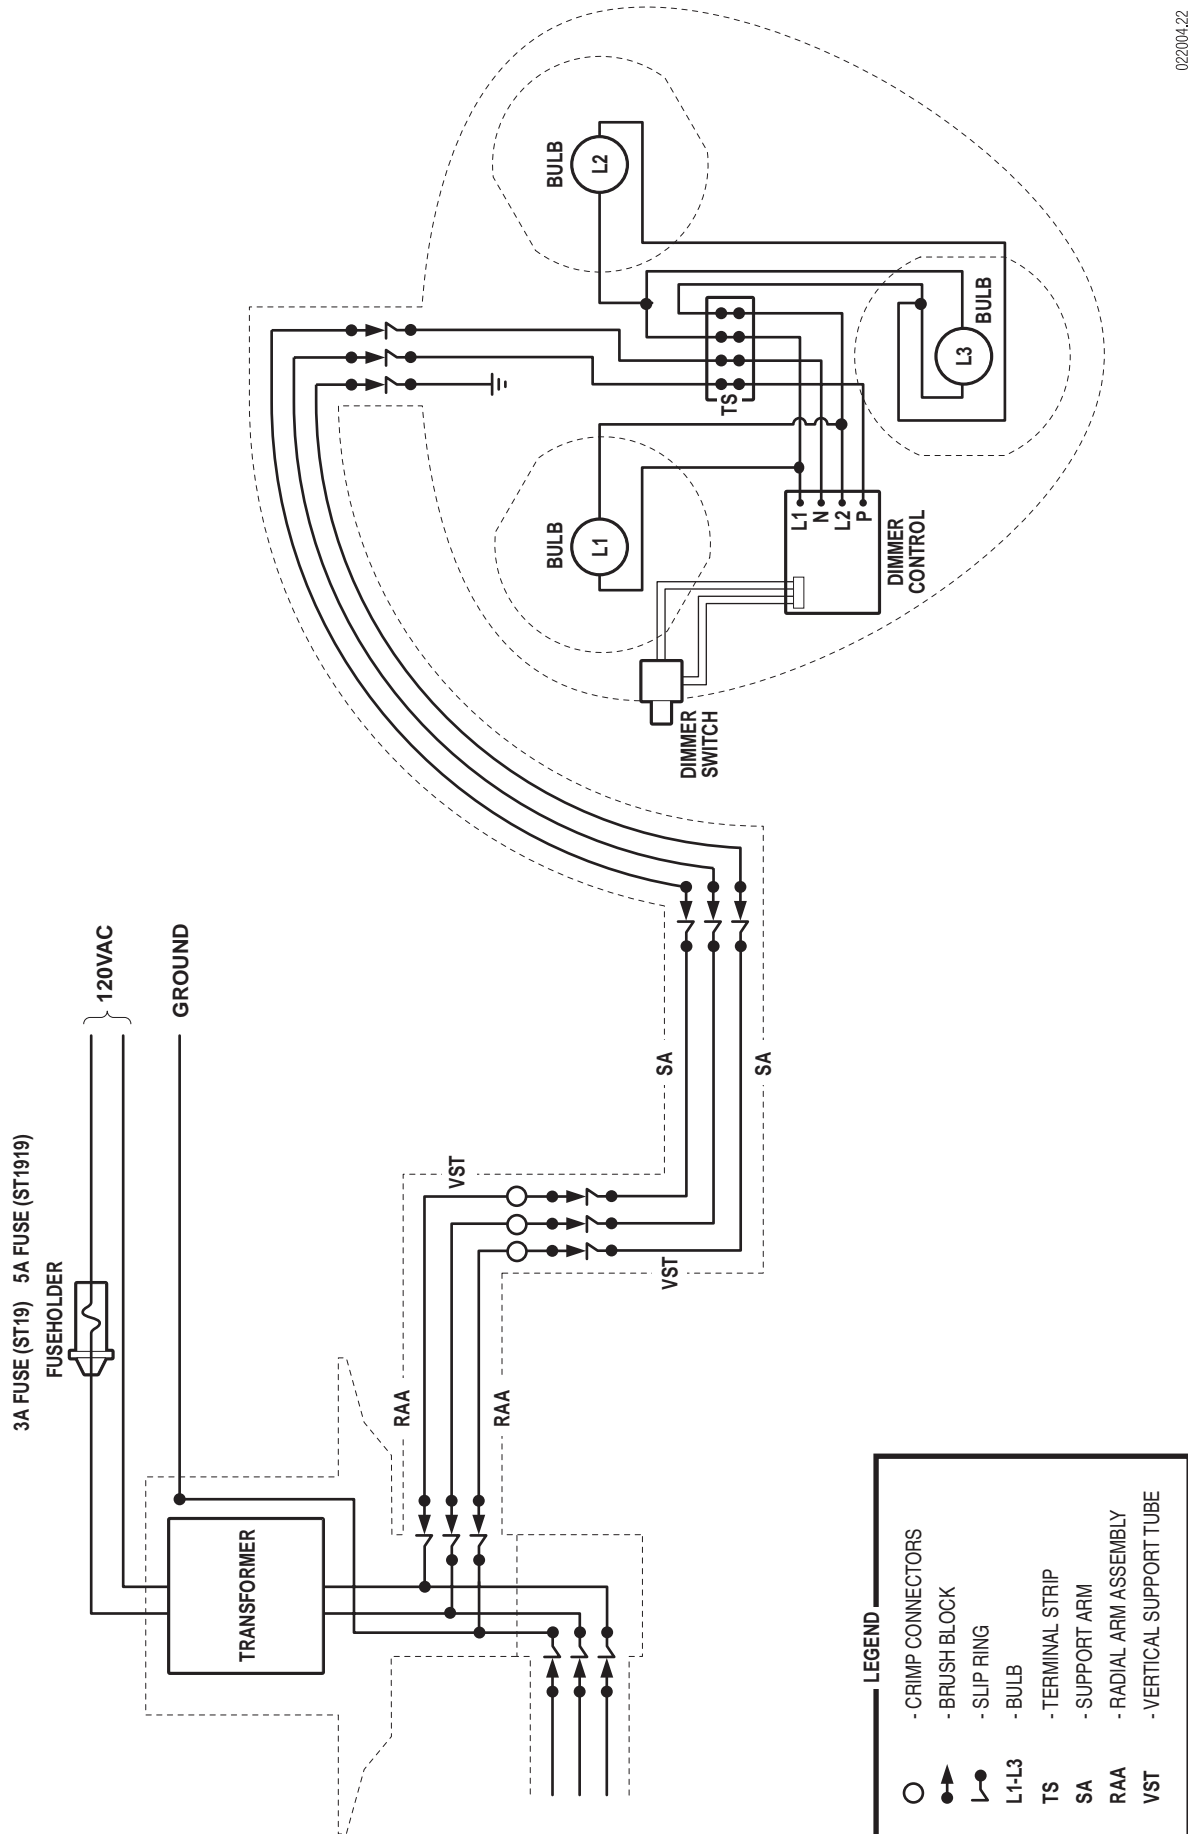 3A FUSE (ST19) 5A FUSE (ST1919)
FUSEHOLDER
120VAC
GROUND
TRANSFORMER
RAA
RAA
VST
VST
SA
SA
DIMMER
SWITCH
BULB
L1
BULB
L2
BULB
L3
TS
L1
N
L2
P
DIMMER
CONTROL
LEGEND
- CRIMP CONNECTORS
- BRUSH BLOCK
- SLIP RING
L1-L3 - BULB
TS - TERMINAL STRIP
SA - SUPPORT ARM
RAA - RADIAL ARM ASSEMBLY
VST - VERTICAL SUPPORT TUBE
022004.22